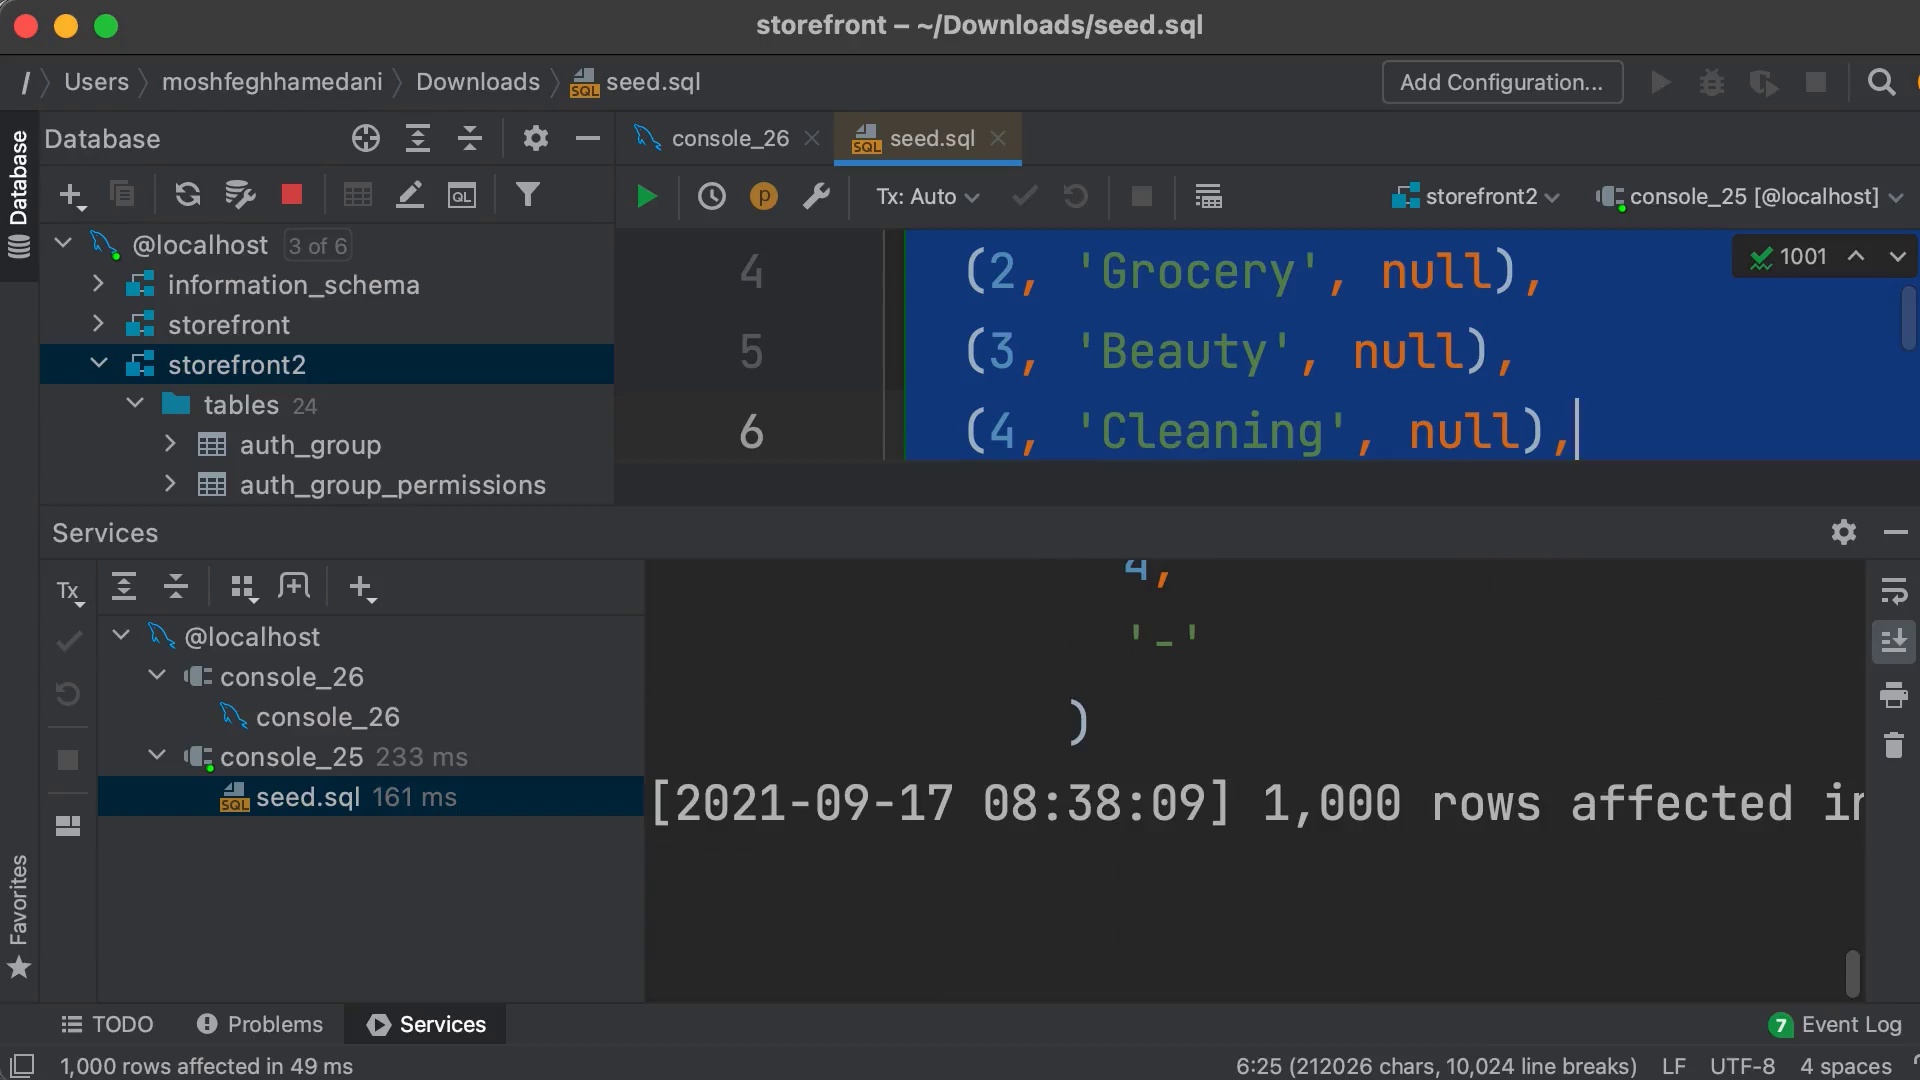 storefront – ~/Downloads/seed.sql
/ Users moshfeghhamedani Downloads seed.sql
Add Configuration...
Database
Database
console_26
seed.sql
Tx: Auto
storefront2
console_25 [@localhost]
@localhost 3 of 6
information_schema
storefront
storefront2
tables 24
auth_group
auth_group_permissions
4 (2, 'Grocery', null),
5 (3, 'Beauty', null),
6 (4, 'Cleaning', null),
1001
Services
Tx
@localhost
console_26
console_26
console_25 233 ms
seed.sql 161 ms
4,
'-'
)
[2021-09-17 08:38:09] 1,000 rows affected in
Favorites
TODO
Problems
Services
7 Event Log
1,000 rows affected in 49 ms
6:25 (212026 chars, 10,024 line breaks)
LF
UTF-8
4 spaces